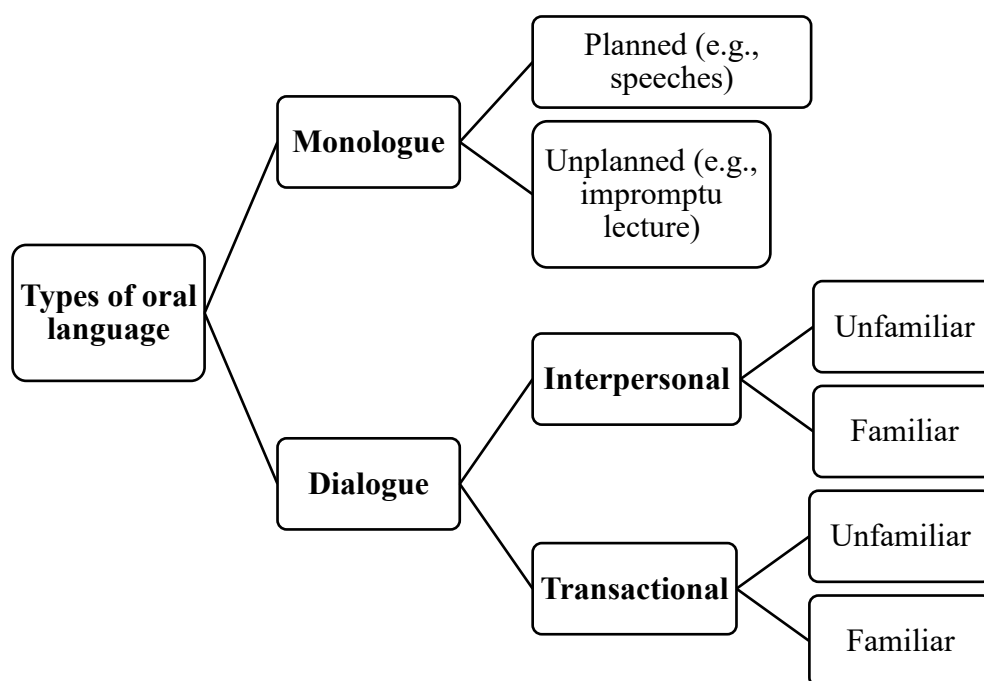 Planned (e.g.,
speeches)
Monologue
Unplanned (e.g.,
impromptu
lecture)
Types of oral
language
Unfamiliar
Interpersonal
Familiar
Dialogue
Unfamiliar
Transactional
Familiar